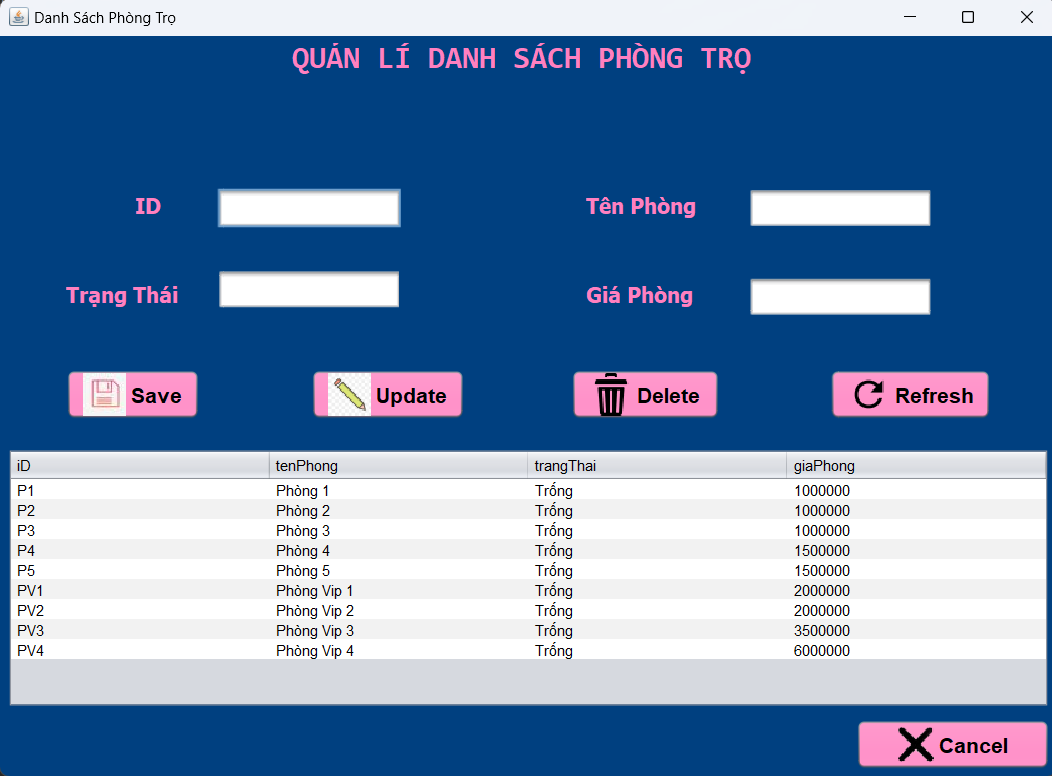 Danh Sách Phòng Trọ
QUẢN LÍ DANH SÁCH PHÒNG TRỌ
ID
Tên Phòng
Trạng Thái
Giá Phòng
Save Update Delete Refresh
iD tenPhong trangThai giaPhong
P1 Phòng 1 Trống 1000000
P2 Phòng 2 Trống 1000000
P3 Phòng 3 Trống 1000000
P4 Phòng 4 Trống 1500000
P5 Phòng 5 Trống 1500000
PV1 Phòng Vip 1 Trống 2000000
PV2 Phòng Vip 2 Trống 2000000
PV3 Phòng Vip 3 Trống 3500000
PV4 Phòng Vip 4 Trống 6000000
Cancel